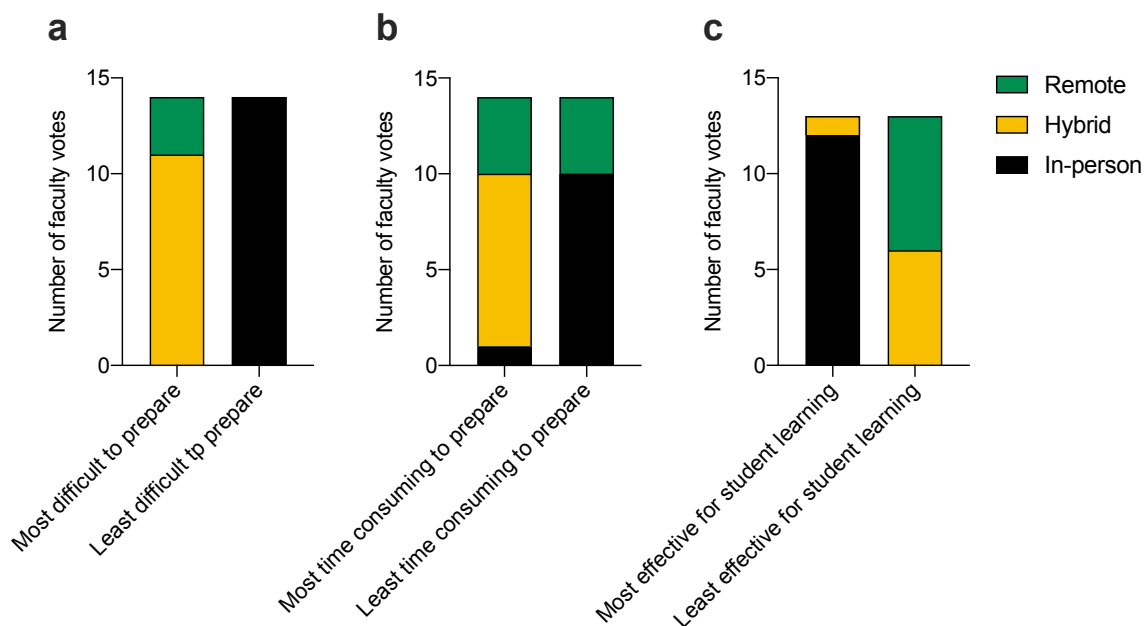 a
15
10
5
0
Number of faculty votes
Most difficult to prepare
Least difficult tp prepare
b
15
10
5
0
Number of faculty votes
Most time consuming to prepare
Least time consuming to prepare
c
15
10
5
0
Number of faculty votes
Most effective for student learning
Least effective for student learning
Remote
Hybrid
In-person